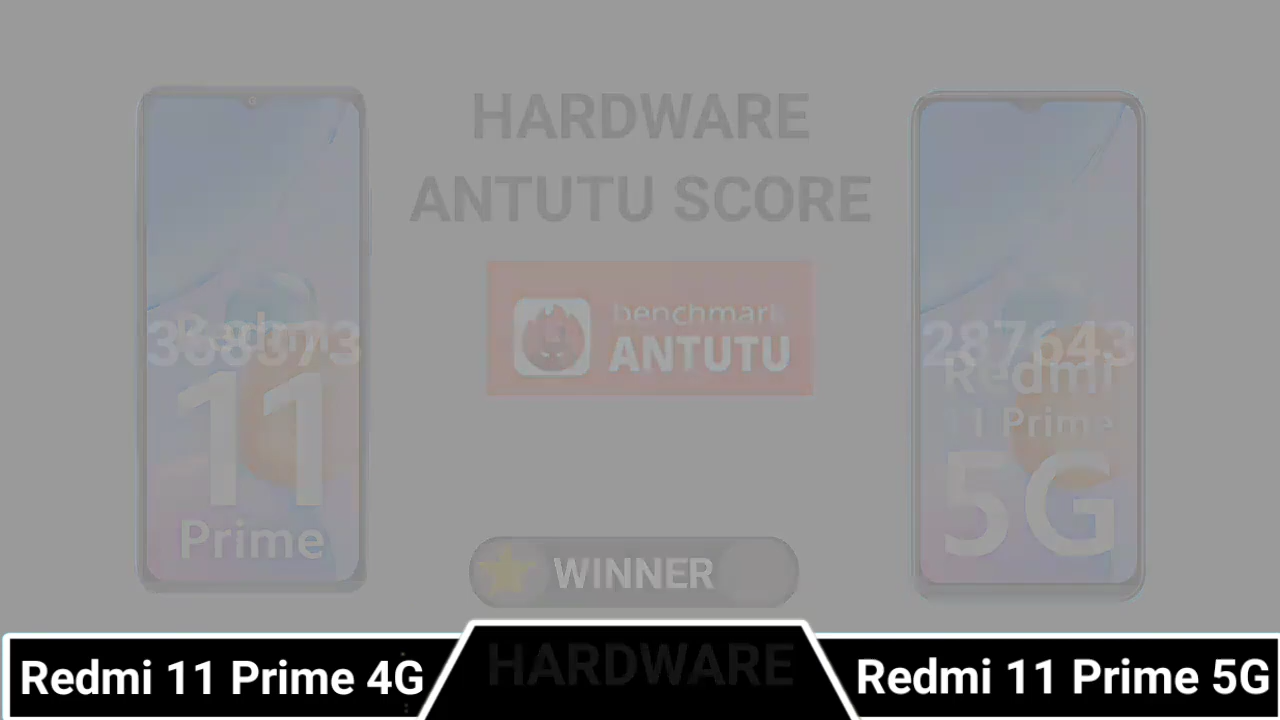 HARDWARE
ANTUTU SCORE
benchmark
ANTUTU
Redmi
11
Prime
287643
Redmi
11 Prime
5G
WINNER
HARDWARE
Redmi 11 Prime 4G
Redmi 11 Prime 5G